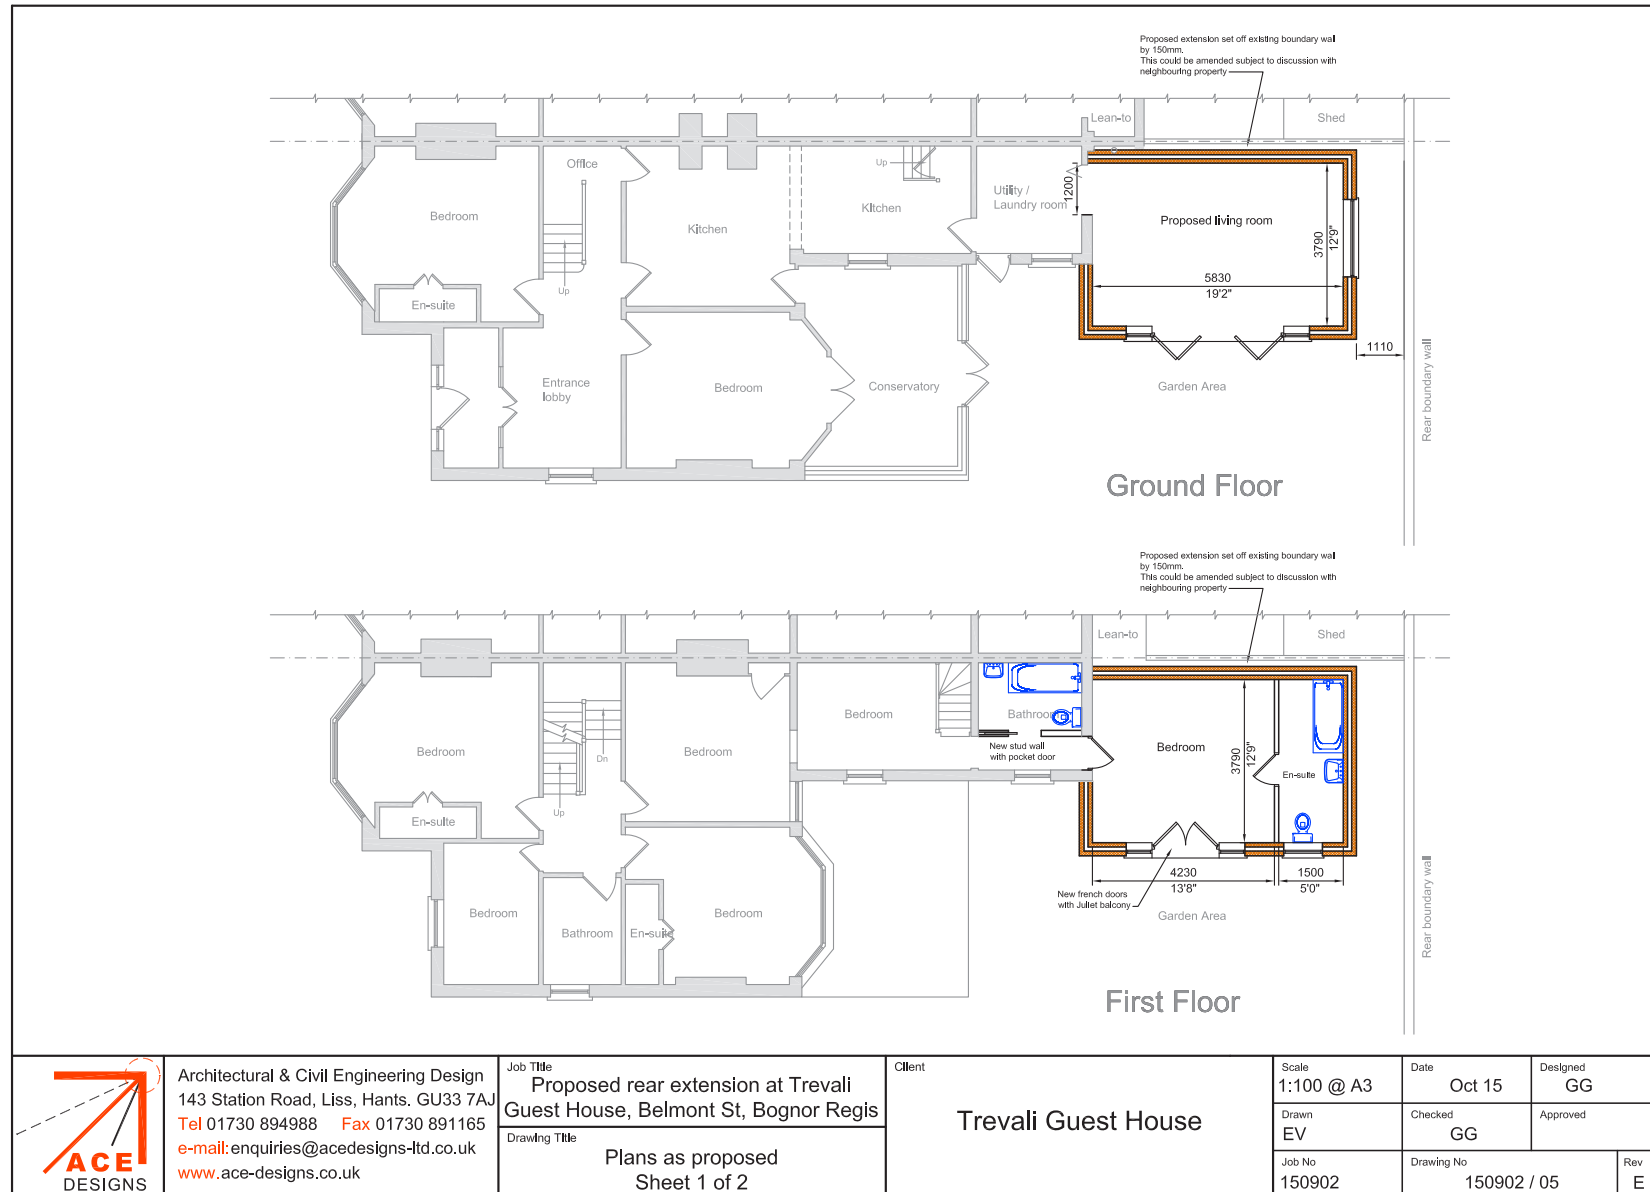 Proposed extension set off existing boundary wall
by 150mm.
This could be amended subject to discussion with
neighbouring property
Lean-to
Shed
Office
Up
Bedroom
Utility /
Laundry room
1200
Kitchen
Kitchen
Proposed living room
3790
12'9"
5830
19'2"
En-suite
Up
1110
Entrance
lobby
Bedroom
Conservatory
Garden Area
Rear boundary wall
Ground Floor
Proposed extension set off existing boundary wall
by 150mm.
This could be amended subject to discussion with
neighbouring property
Lean-to
Shed
Bedroom
Bathroom
Bedroom
Bedroom
Bedroom
New stud wall
with pocket door
Dn
3790
12'9"
En-suite
Up
En-suite
4230
13'8"
1500
5'0"
New french doors
with Juliet balcony
Bedroom
Bathroom
En-suite
Bedroom
Garden Area
Rear boundary wall
First Floor
ACE
DESIGNS
Architectural & Civil Engineering Design
143 Station Road, Liss, Hants. GU33 7AJ
Tel 01730 894988 Fax 01730 891165
e-mail: enquiries@acedesigns-ltd.co.uk
www.ace-designs.co.uk
Job Title
Proposed rear extension at Trevali
Guest House, Belmont St, Bognor Regis
Drawing Title
Plans as proposed
Sheet 1 of 2
Client
Trevali Guest House
Scale
1:100 @ A3
Date
Oct 15
Designed
GG
Drawn
EV
Checked
GG
Approved
Job No
150902
Drawing No
150902 / 05
Rev
E